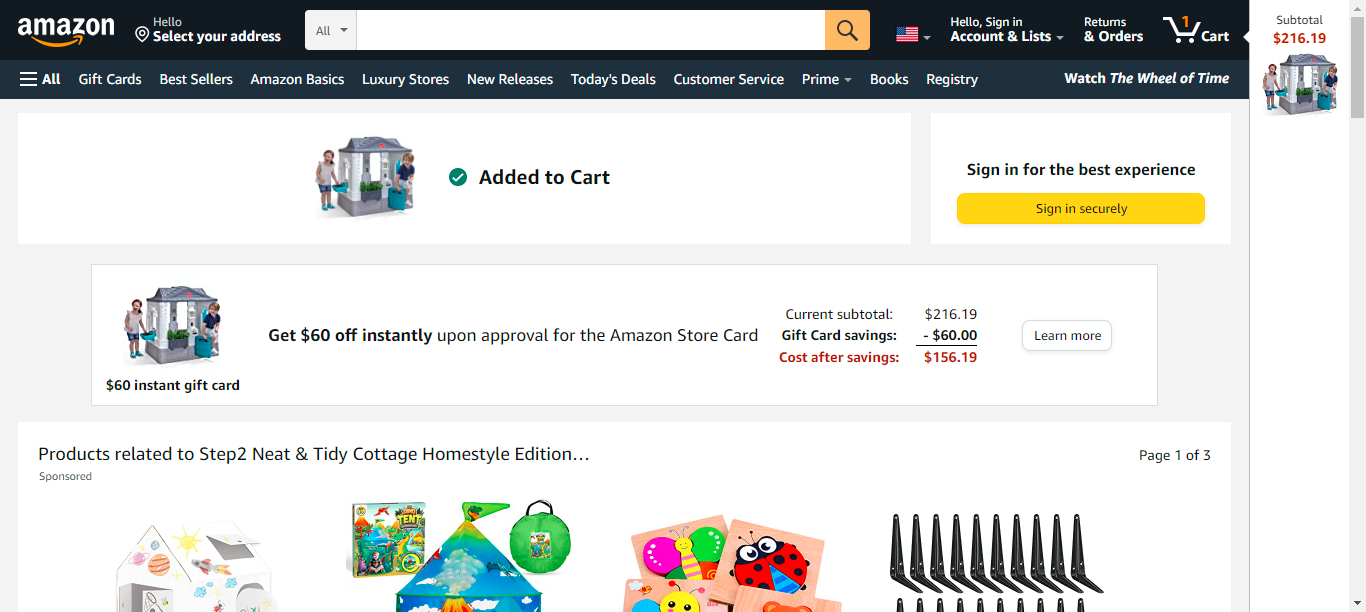 amazon
Hello
Select your address
All
Hello, Sign in
Account & Lists
Returns
& Orders
1
Cart
Subtotal
$216.19
All
Gift Cards
Best Sellers
Amazon Basics
Luxury Stores
New Releases
Today's Deals
Customer Service
Prime
Books
Registry
Watch The Wheel of Time
Added to Cart
Sign in for the best experience
Sign in securely
$60 instant gift card
Get $60 off instantly upon approval for the Amazon Store Card
Current subtotal: $216.19
Gift Card savings: - $60.00
Cost after savings: $156.19
Learn more
Products related to Step2 Neat & Tidy Cottage Homestyle Edition…
Page 1 of 3
Sponsored
TENT